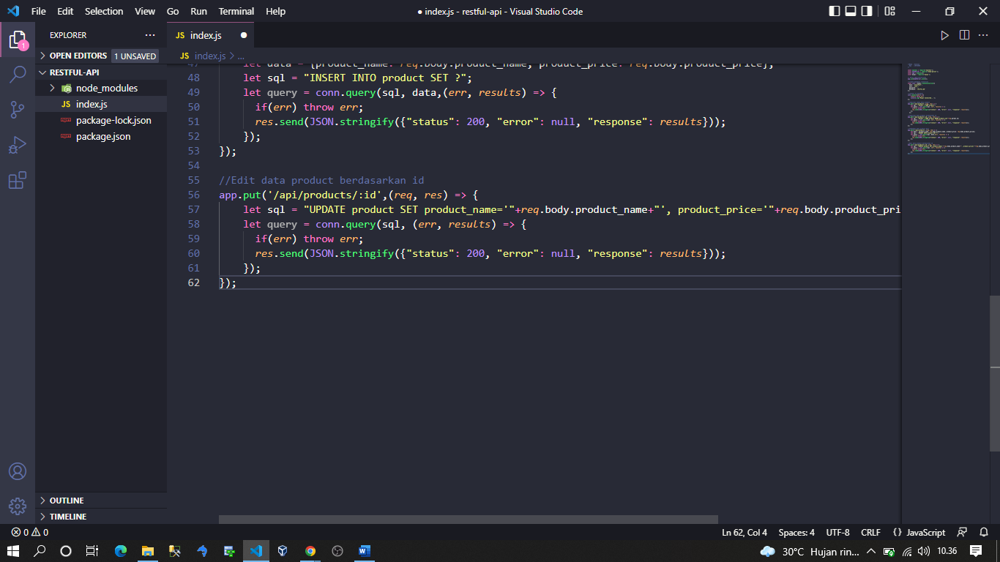 File Edit Selection View Go Run Terminal Help
● index.js - restful-api - Visual Studio Code
EXPLORER
JS index.js
OPEN EDITORS 1 UNSAVED
JS index.js > ...
RESTFUL-API
node_modules
JS index.js
package-lock.json
package.json
47 let data = {product_name: req.body.product_name, product_price: req.body.product_price};
48 let sql = "INSERT INTO product SET ?";
49 let query = conn.query(sql, data,(err, results) => {
50 if(err) throw err;
51 res.send(JSON.stringify({"status": 200, "error": null, "response": results}));
52 });
53 });
54
55 //Edit data product berdasarkan id
56 app.put('/api/products/:id',(req, res) => {
57 let sql = "UPDATE product SET product_name='"+req.body.product_name+"', product_price='"+req.body.product_pri
58 let query = conn.query(sql, (err, results) => {
59 if(err) throw err;
60 res.send(JSON.stringify({"status": 200, "error": null, "response": results}));
61 });
62 });
1
OUTLINE
TIMELINE
0 0
Ln 62, Col 4 Spaces: 4 UTF-8 CRLF {} JavaScript
30°C Hujan rin... 10.36